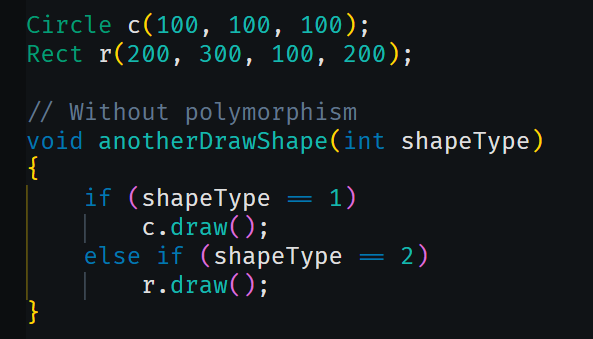 Circle c(100, 100, 100);
Rect r(200, 300, 100, 200);
// Without polymorphism
void anotherDrawShape(int shapeType)
{
if (shapeType == 1)
c.draw();
else if (shapeType == 2)
r.draw();
}